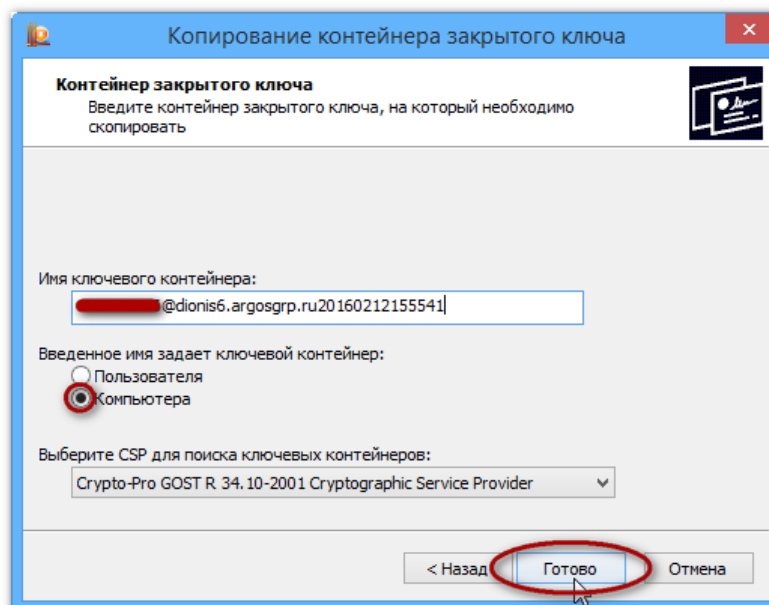 Копирование контейнера закрытого ключа
Контейнер закрытого ключа
Введите контейнер закрытого ключа, на который необходимо
скопировать
Имя ключевого контейнера:
@dionis6.argosgrp.ru20160212155541
Введенное имя задает ключевой контейнер:
Пользователя
Компьютера
Выберите CSP для поиска ключевых контейнеров:
Crypto-Pro GOST R 34.10-2001 Cryptographic Service Provider
< Назад Готово Отмена